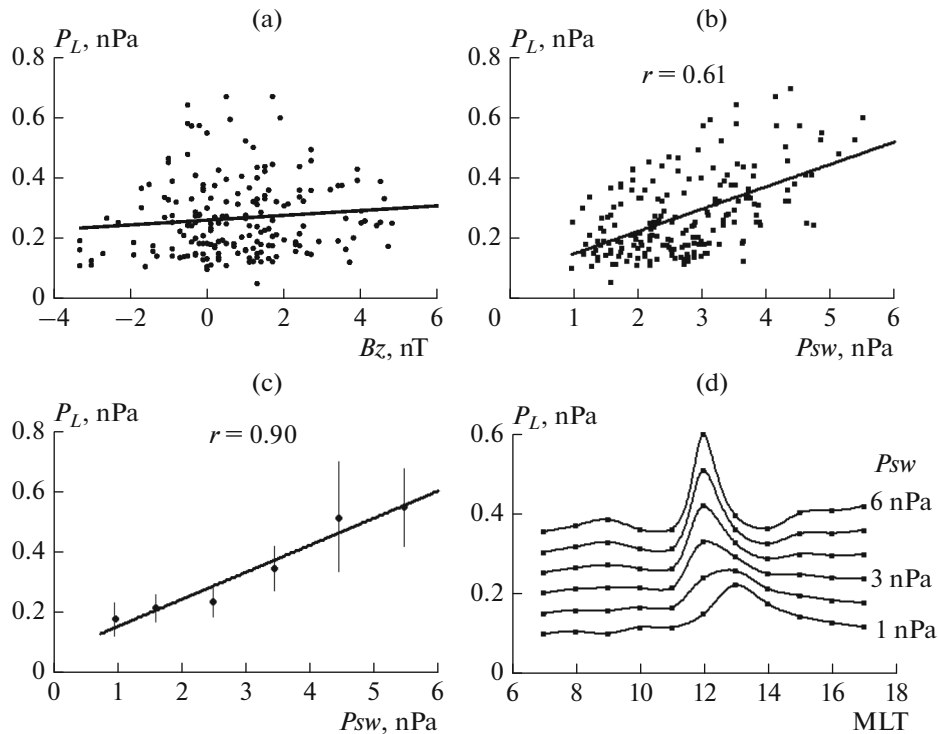 (a)
P_L, nPa
0.8
0.6
0.4
0.2
0
−4 −2 0 2 4 6
Bz, nT
(b)
P_L, nPa
0.8
r = 0.61
0.6
0.4
0.2
0
0 1 2 3 4 5 6
Psw, nPa
(c)
P_L, nPa
0.8
r = 0.90
0.6
0.4
0.2
0
1 2 3 4 5 6
Psw, nPa
(d)
P_L, nPa
0.6
Psw
6 nPa
0.4
3 nPa
0.2
1 nPa
0
6 8 10 12 14 16 18
MLT